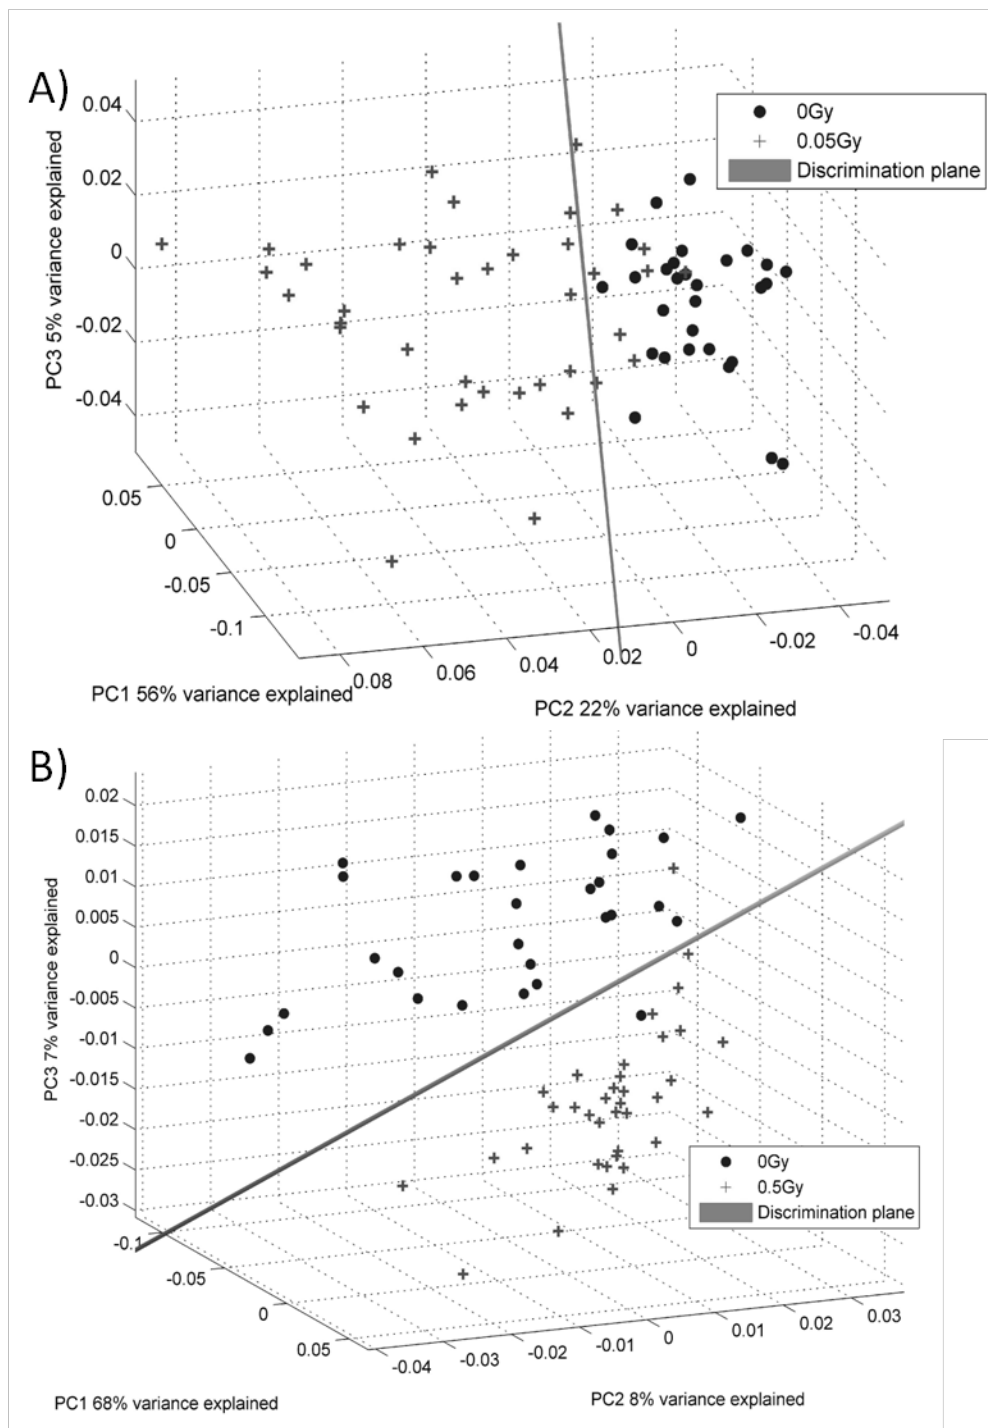 A)
0Gy
0.05Gy
Discrimination plane
PC3 5% variance explained
0.04
0.02
0
-0.02
-0.04
0.05
0
-0.05
-0.1
0.08
0.06
0.04
0.02
0
-0.02
-0.04
PC1 56% variance explained
PC2 22% variance explained
B)
PC3 7% variance explained
0.02
0.015
0.01
0.005
0
-0.005
-0.01
-0.015
-0.02
-0.025
-0.03
0Gy
0.5Gy
Discrimination plane
-0.1
-0.05
0
0.05
-0.04
-0.03
-0.02
-0.01
0
0.01
0.02
0.03
PC1 68% variance explained
PC2 8% variance explained